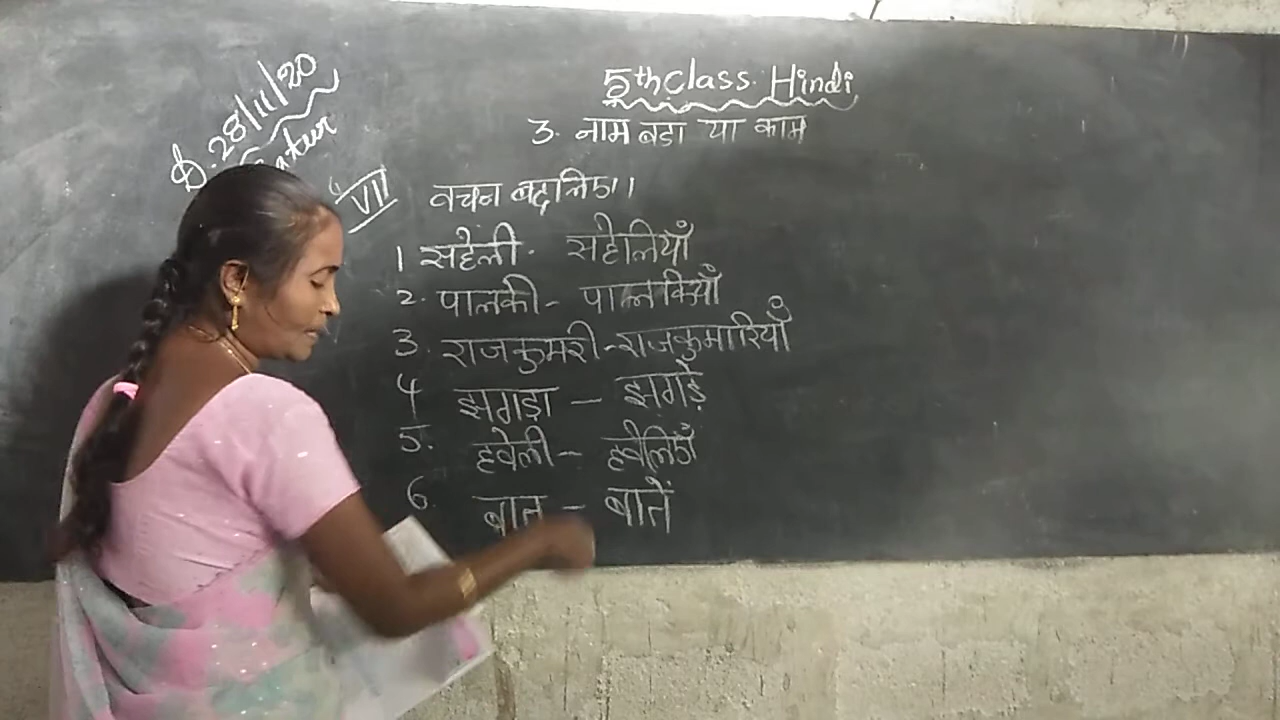 D. 28/11/20
5th class Hindi
3. नाम बडा या काम
VII वचन बदलिए।
1 सहेली - सहेलियाँ
2. पालकी - पालकियाँ
3. राजकुमरी - राजकुमारियाँ
4 झगड़ा - झगड़े
5. हवेली - हवेलियाँ
6. बात - बातें